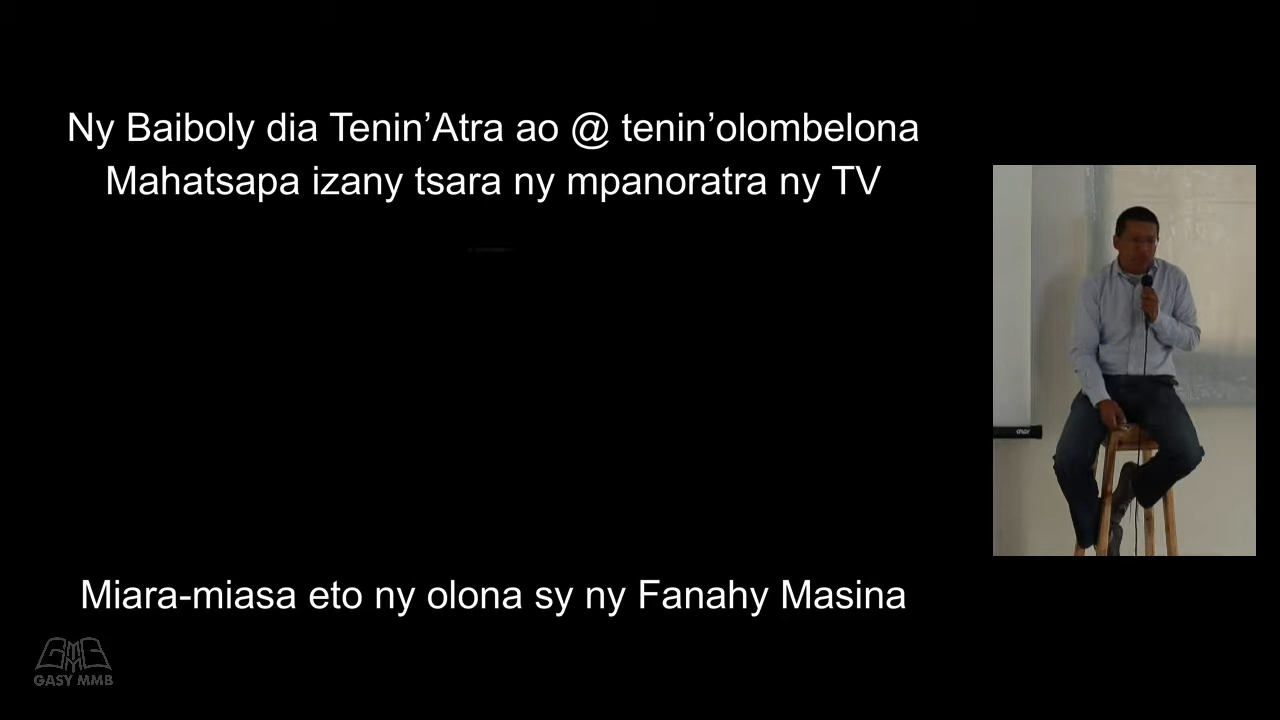 Ny Baiboly dia Tenin’Atra ao @ tenin’olombelona
Mahatsapa izany tsara ny mpanoratra ny TV
Miara-miasa eto ny olona sy ny Fanahy Masina
GASY MMB